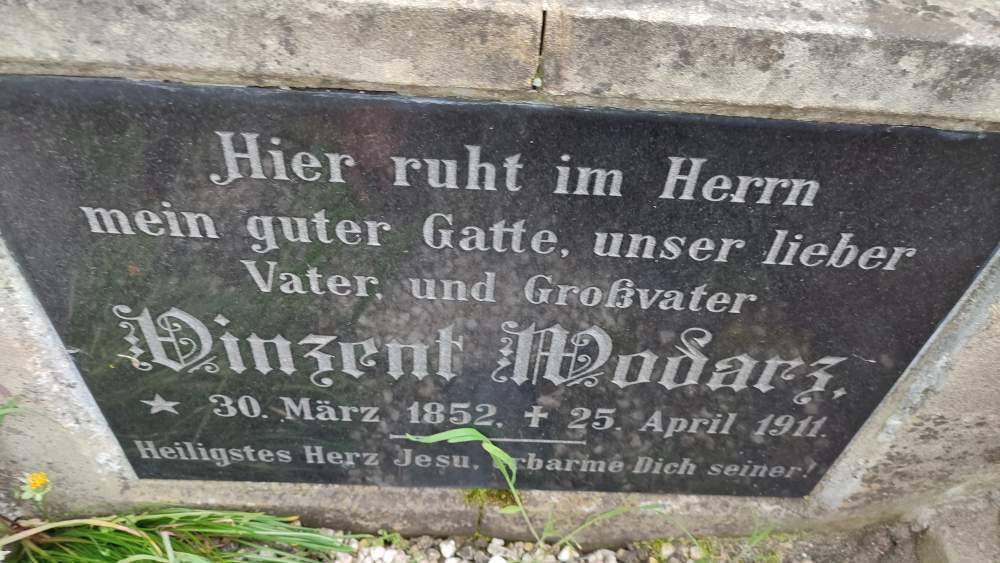 Hier ruht im Herrn
mein guter Gatte, unser lieber
Vater, und Großvater
Vinzent Modarz,
★ 30. März 1852. ✝ 25. April 1911.
Heiligstes Herz Jesu, erbarme Dich seiner!